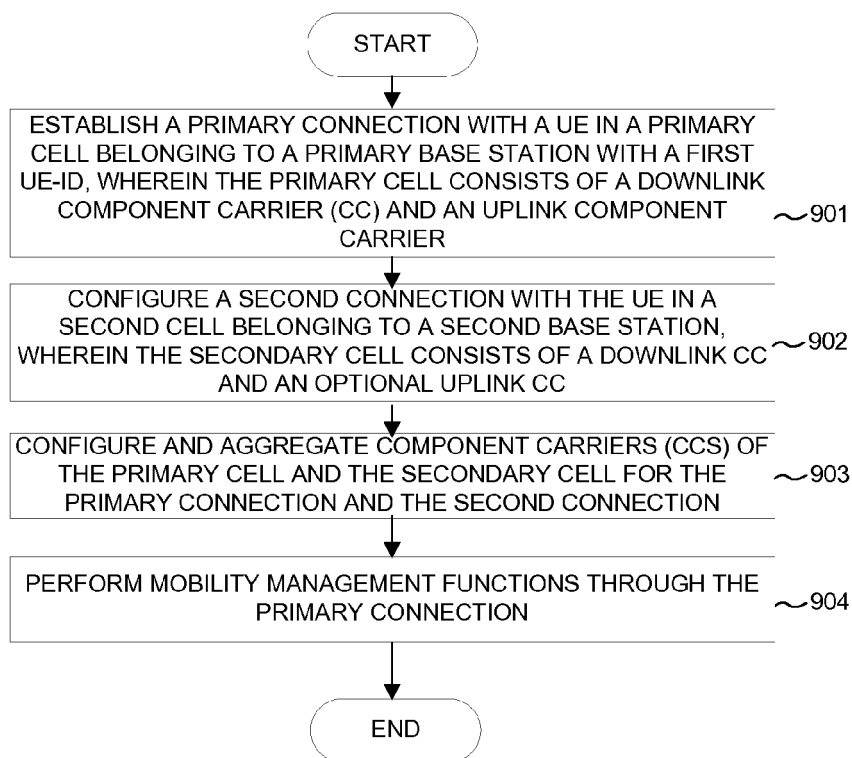 START
ESTABLISH A PRIMARY CONNECTION WITH A UE IN A PRIMARY
CELL BELONGING TO A PRIMARY BASE STATION WITH A FIRST
UE-ID, WHEREIN THE PRIMARY CELL CONSISTS OF A DOWNLINK
COMPONENT CARRIER (CC) AND AN UPLINK COMPONENT
CARRIER
901
CONFIGURE A SECOND CONNECTION WITH THE UE IN A
SECOND CELL BELONGING TO A SECOND BASE STATION,
WHEREIN THE SECONDARY CELL CONSISTS OF A DOWNLINK CC
AND AN OPTIONAL UPLINK CC
902
CONFIGURE AND AGGREGATE COMPONENT CARRIERS (CCS) OF
THE PRIMARY CELL AND THE SECONDARY CELL FOR THE
PRIMARY CONNECTION AND THE SECOND CONNECTION
903
PERFORM MOBILITY MANAGEMENT FUNCTIONS THROUGH THE
PRIMARY CONNECTION
904
END